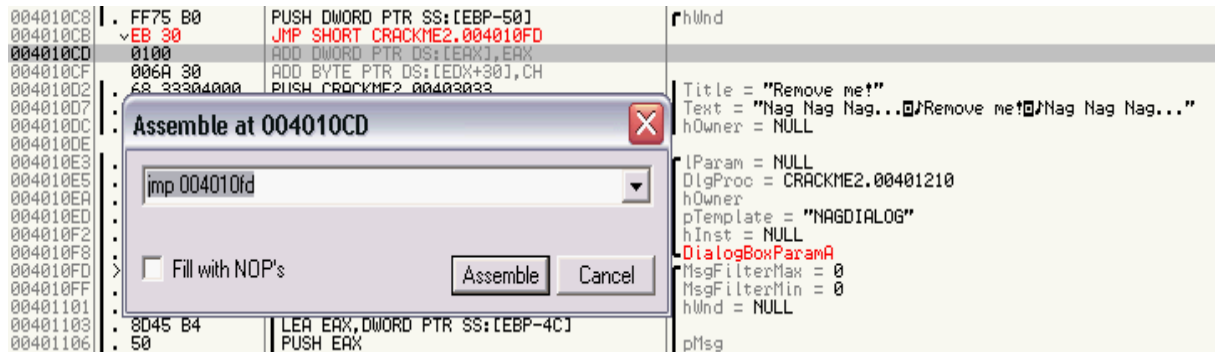 004010C8 . FF75 B0 PUSH DWORD PTR SS:[EBP-50] hWnd
004010CB EB 30 JMP SHORT CRACKME2.004010FD
004010CD 0100 ADD DWORD PTR DS:[EAX],EAX
004010CF 006A 30 ADD BYTE PTR DS:[EDX+30],CH
004010D2 . 68 33304000 PUSH CRACKME2.00403033 Title = "Remove me!"
004010D7 . Text = "Nag Nag Nag...◙♪Remove me!◙♪Nag Nag Nag..."
004010DC . hOwner = NULL
Assemble at 004010CD
004010DE
004010E3 . lParam = NULL
004010E5 . DlgProc = CRACKME2.00401210
jmp 004010fd
004010EA . hOwner
004010ED . pTemplate = "NAGDIALOG"
004010F2 . hInst = NULL
004010F8 . DialogBoxParamA
004010FD > MsgFilterMax = 0
Fill with NOP's Assemble Cancel
004010FF . MsgFilterMin = 0
00401101 . hWnd = NULL
00401103 . 8D45 B4 LEA EAX,DWORD PTR SS:[EBP-4C]
00401106 . 50 PUSH EAX pMsg